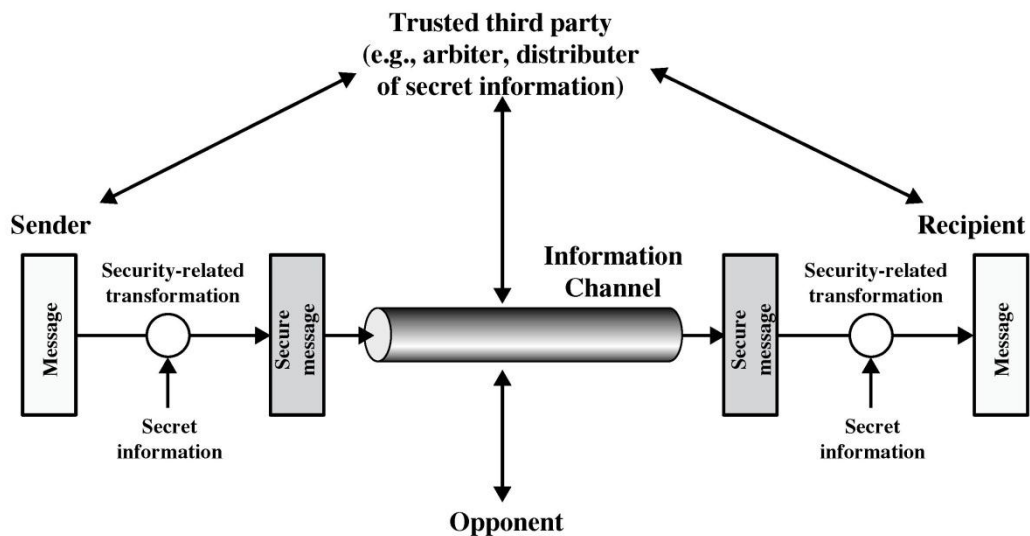 Trusted third party
(e.g., arbiter, distributer
of secret information)
Sender
Recipient
Information
Channel
Security-related
transformation
Security-related
transformation
Message
Secure
message
Secure
message
Message
Secret
information
Secret
information
Opponent